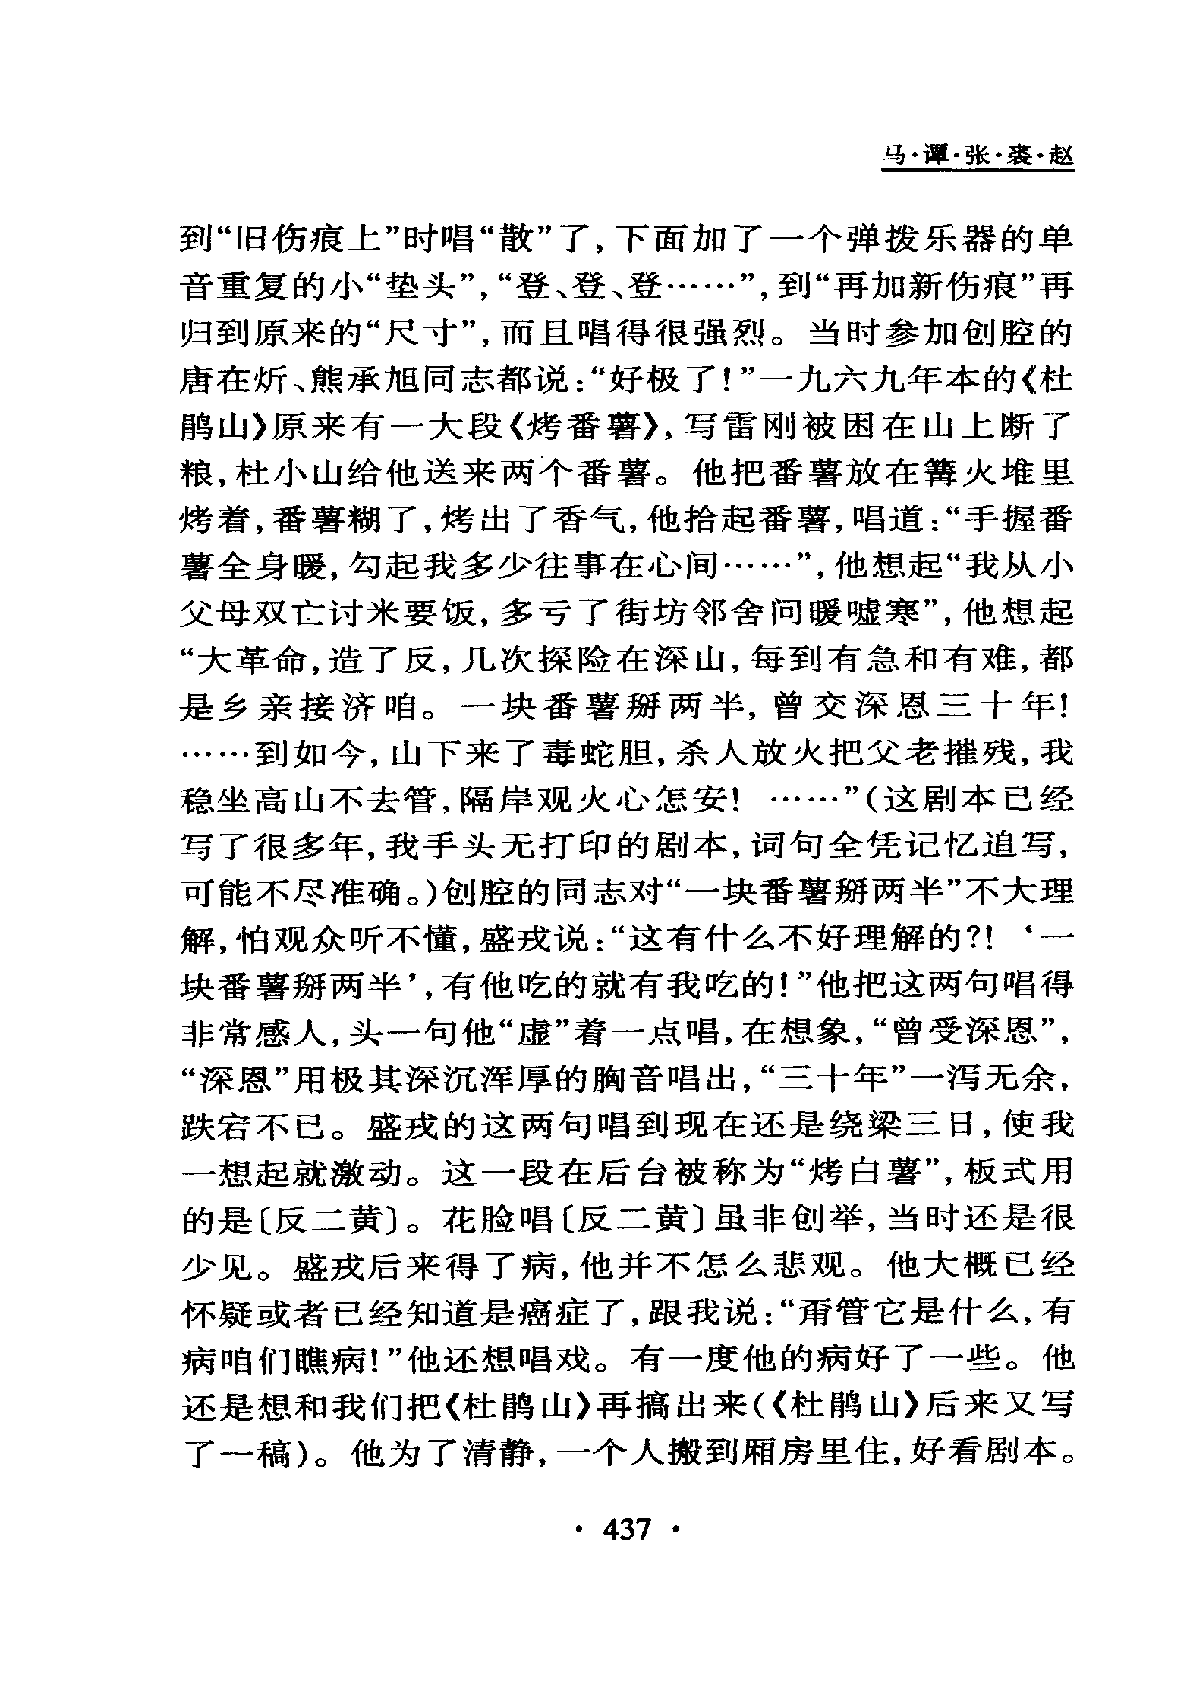 马·谭·张·裘·赵
到“旧伤痕上”时唱“散”了,下面加了一个弹拨乐器的单
音重复的小“垫头”,“登、登、登……”,到“再加新伤痕”再
归到原来的“尺寸”,而且唱得很强烈。当时参加创腔的
唐在炘、熊承旭同志都说:“好极了!”一九六九年本的《杜
鹃山》原来有一大段《烤番薯》,写雷刚被困在山上断了
粮,杜小山给他送来两个番薯。他把番薯放在篝火堆里
烤着,番薯糊了,烤出了香气,他拾起番薯,唱道:“手握番
薯全身暖,勾起我多少往事在心间……”,他想起“我从小
父母双亡讨米要饭,多亏了街坊邻舍问暖嘘寒”,他想起
“大革命,造了反,几次探险在深山,每到有急和有难,都
是乡亲接济咱。一块番薯掰两半,曾交深恩三十年!
……到如今,山下来了毒蛇胆,杀人放火把父老摧残,我
稳坐高山不去管,隔岸观火心怎安! ……”(这剧本已经
写了很多年,我手头无打印的剧本,词句全凭记忆追写,
可能不尽准确。)创腔的同志对“一块番薯掰两半”不大理
解,怕观众听不懂,盛戎说:“这有什么不好理解的?! ‘一
块番薯掰两半’,有他吃的就有我吃的!”他把这两句唱得
非常感人,头一句他“虚”着一点唱,在想象,“曾受深恩”,
“深恩”用极其深沉浑厚的胸音唱出,“三十年”一泻无余,
跌宕不已。盛戎的这两句唱到现在还是绕梁三日,使我
一想起就激动。这一段在后台被称为“烤白薯”,板式用
的是〔反二黄〕。花脸唱〔反二黄〕虽非创举,当时还是很
少见。盛戎后来得了病,他并不怎么悲观。他大概已经
怀疑或者已经知道是癌症了,跟我说:“甭管它是什么,有
病咱们瞧病!”他还想唱戏。有一度他的病好了一些。他
还是想和我们把《杜鹃山》再搞出来(《杜鹃山》后来又写
了一稿)。他为了清静,一个人搬到厢房里住,好看剧本。
· 437 ·